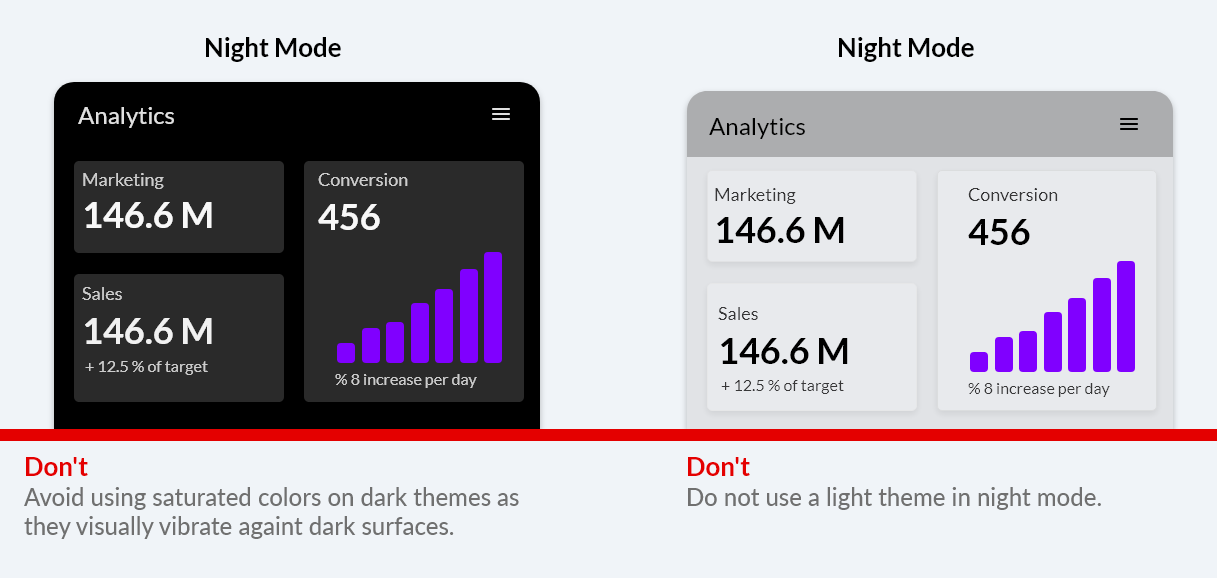 Night Mode
Analytics
Marketing
146.6 M
Sales
146.6 M
+ 12.5 % of target
Conversion
456
% 8 increase per day
Don't
Avoid using saturated colors on dark themes as
they visually vibrate againt dark surfaces.
Night Mode
Analytics
Marketing
146.6 M
Sales
146.6 M
+ 12.5 % of target
Conversion
456
% 8 increase per day
Don't
Do not use a light theme in night mode.